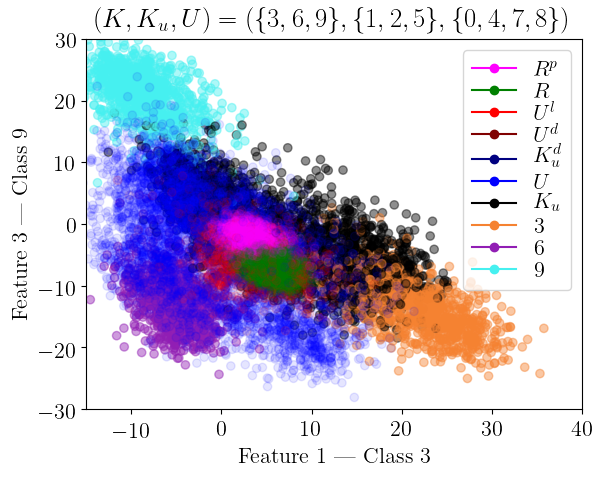 (K, K_u, U) = ({3, 6, 9}, {1, 2, 5}, {0, 4, 7, 8})
30
20
10
0
−10
−20
−30
Feature 3 — Class 9
−10
0
10
20
30
40
Feature 1 — Class 3
R^p
R
U^l
U^d
K_u^d
U
K_u
3
6
9